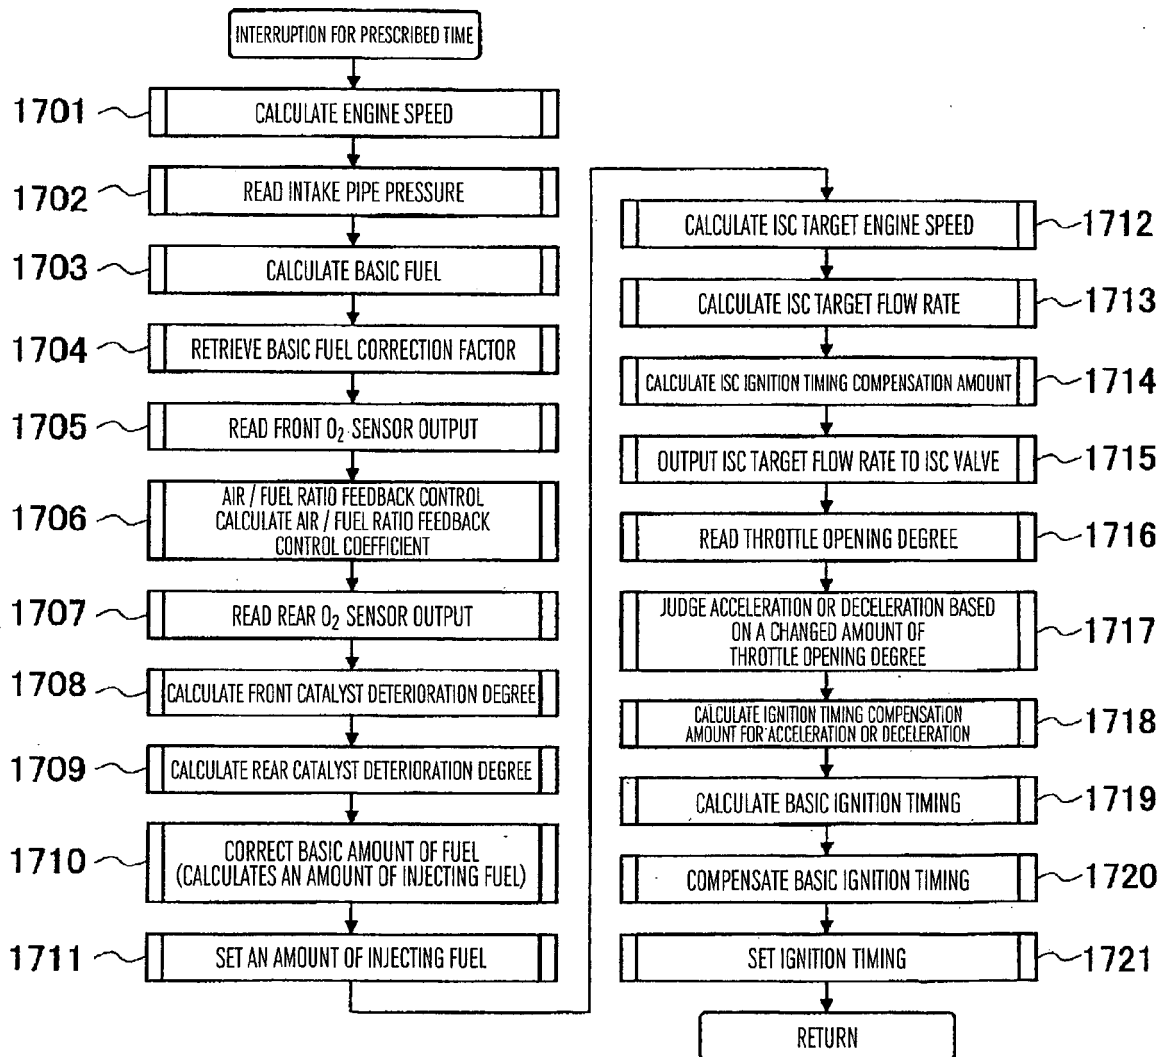 INTERRUPTION FOR PRESCRIBED TIME
1701
CALCULATE ENGINE SPEED
1702
READ INTAKE PIPE PRESSURE
1703
CALCULATE BASIC FUEL
1704
RETRIEVE BASIC FUEL CORRECTION FACTOR
1705
READ FRONT O2 SENSOR OUTPUT
1706
AIR / FUEL RATIO FEEDBACK CONTROL
CALCULATE AIR / FUEL RATIO FEEDBACK
CONTROL COEFFICIENT
1707
READ REAR O2 SENSOR OUTPUT
1708
CALCULATE FRONT CATALYST DETERIORATION DEGREE
1709
CALCULATE REAR CATALYST DETERIORATION DEGREE
1710
CORRECT BASIC AMOUNT OF FUEL
(CALCULATES AN AMOUNT OF INJECTING FUEL)
1711
SET AN AMOUNT OF INJECTING FUEL
CALCULATE ISC TARGET ENGINE SPEED
1712
CALCULATE ISC TARGET FLOW RATE
1713
CALCULATE ISC IGNITION TIMING COMPENSATION AMOUNT
1714
OUTPUT ISC TARGET FLOW RATE TO ISC VALVE
1715
READ THROTTLE OPENING DEGREE
1716
JUDGE ACCELERATION OR DECELERATION BASED
ON A CHANGED AMOUNT OF
THROTTLE OPENING DEGREE
1717
CALCULATE IGNITION TIMING COMPENSATION
AMOUNT FOR ACCELERATION OR DECELERATION
1718
CALCULATE BASIC IGNITION TIMING
1719
COMPENSATE BASIC IGNITION TIMING
1720
SET IGNITION TIMING
1721
RETURN